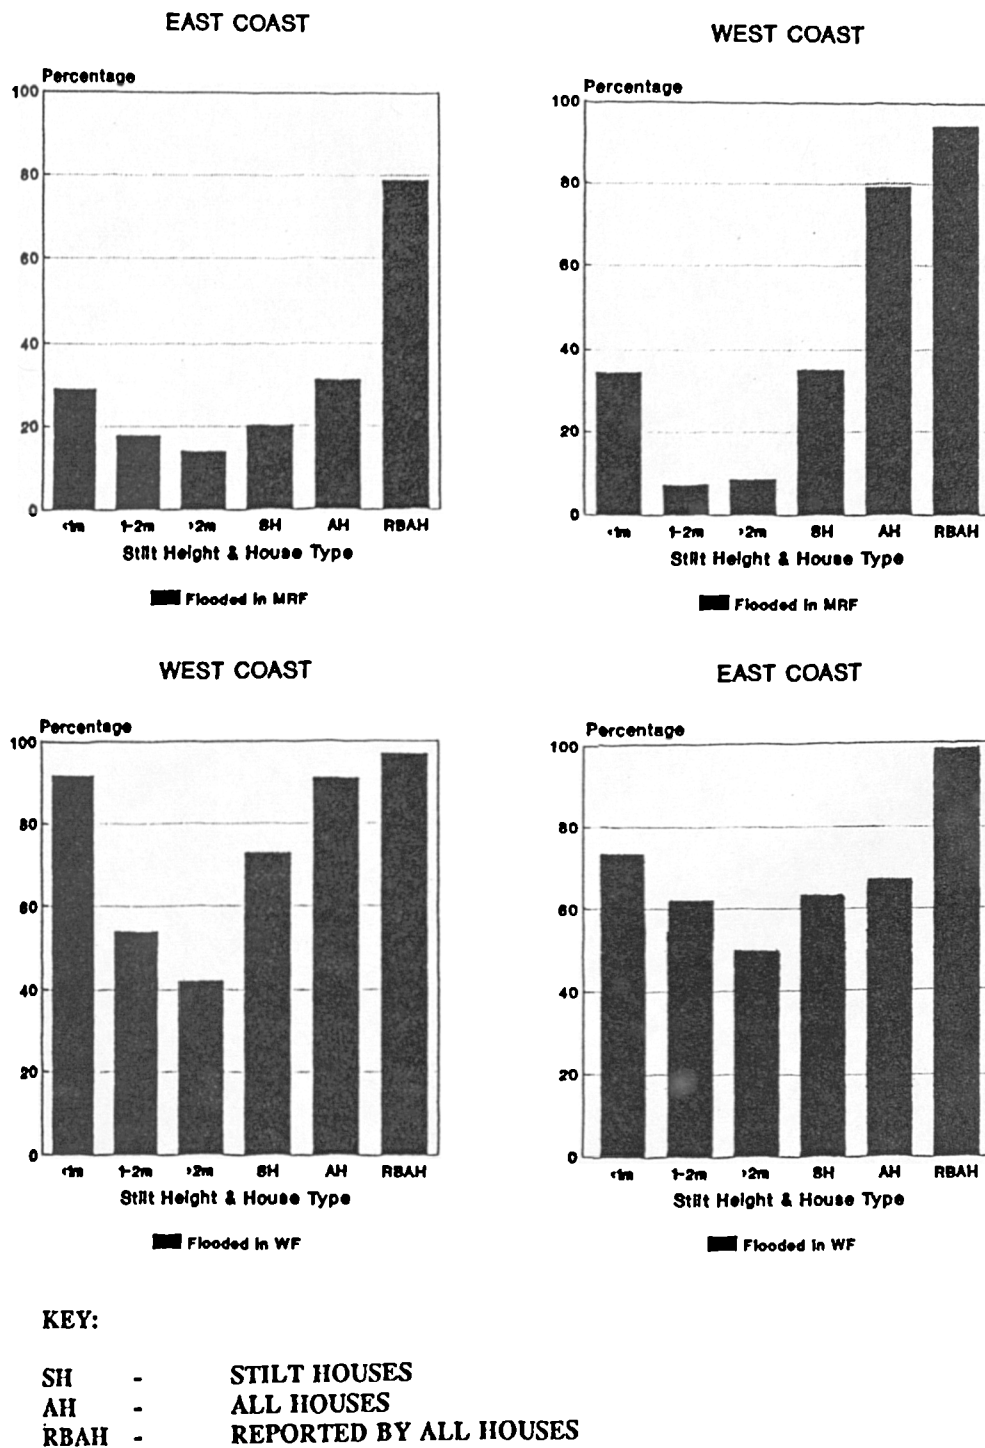 EAST COAST
Percentage
100
80
60
40
20
0
<1m 1-2m >2m SH AH RBAH
Stilt Height & House Type
Flooded in MRF
WEST COAST
Percentage
100
80
60
40
20
0
<1m 1-2m >2m SH AH RBAH
Stilt Height & House Type
Flooded in MRF
WEST COAST
Percentage
100
80
60
40
20
0
<1m 1-2m >2m SH AH RBAH
Stilt Height & House Type
Flooded in WF
EAST COAST
Percentage
100
80
60
40
20
0
<1m 1-2m >2m SH AH RBAH
Stilt Height & House Type
Flooded in WF
KEY:
SH - STILT HOUSES
AH - ALL HOUSES
RBAH - REPORTED BY ALL HOUSES